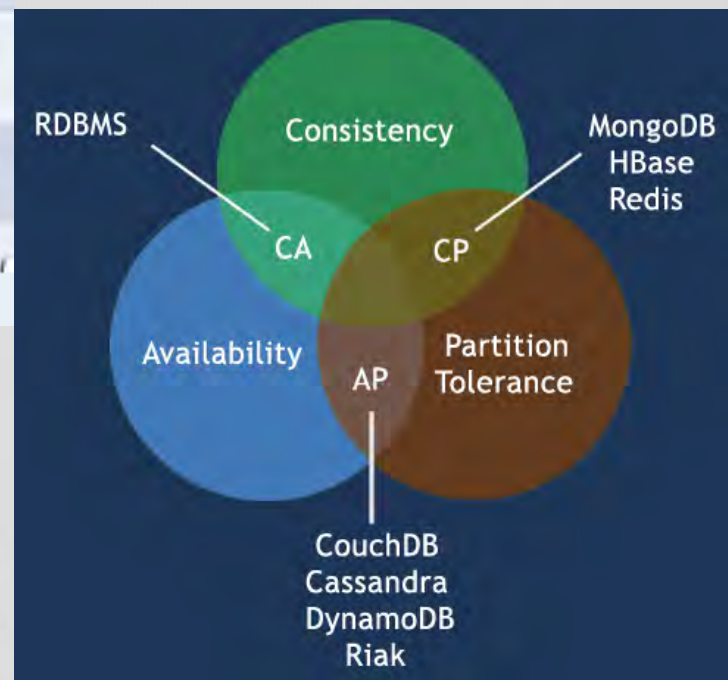 RDBMS
Consistency
MongoDB
HBase
Redis
CA
CP
Availability
Partition
Tolerance
AP
CouchDB
Cassandra
DynamoDB
Riak